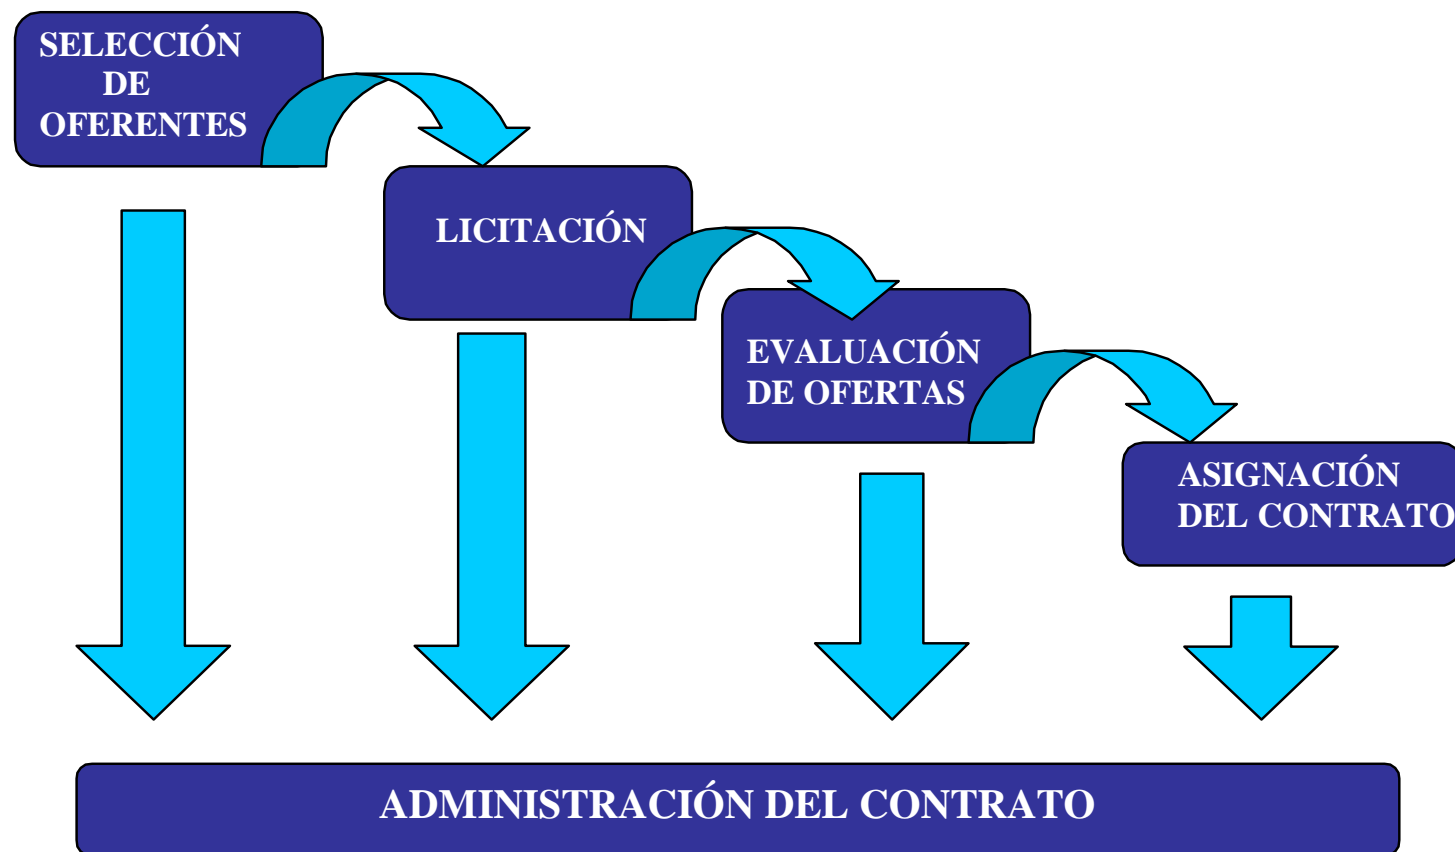 SELECCIÓN
DE
OFERENTES
LICITACIÓN
EVALUACIÓN
DE OFERTAS
ASIGNACIÓN
DEL CONTRATO
ADMINISTRACIÓN DEL CONTRATO